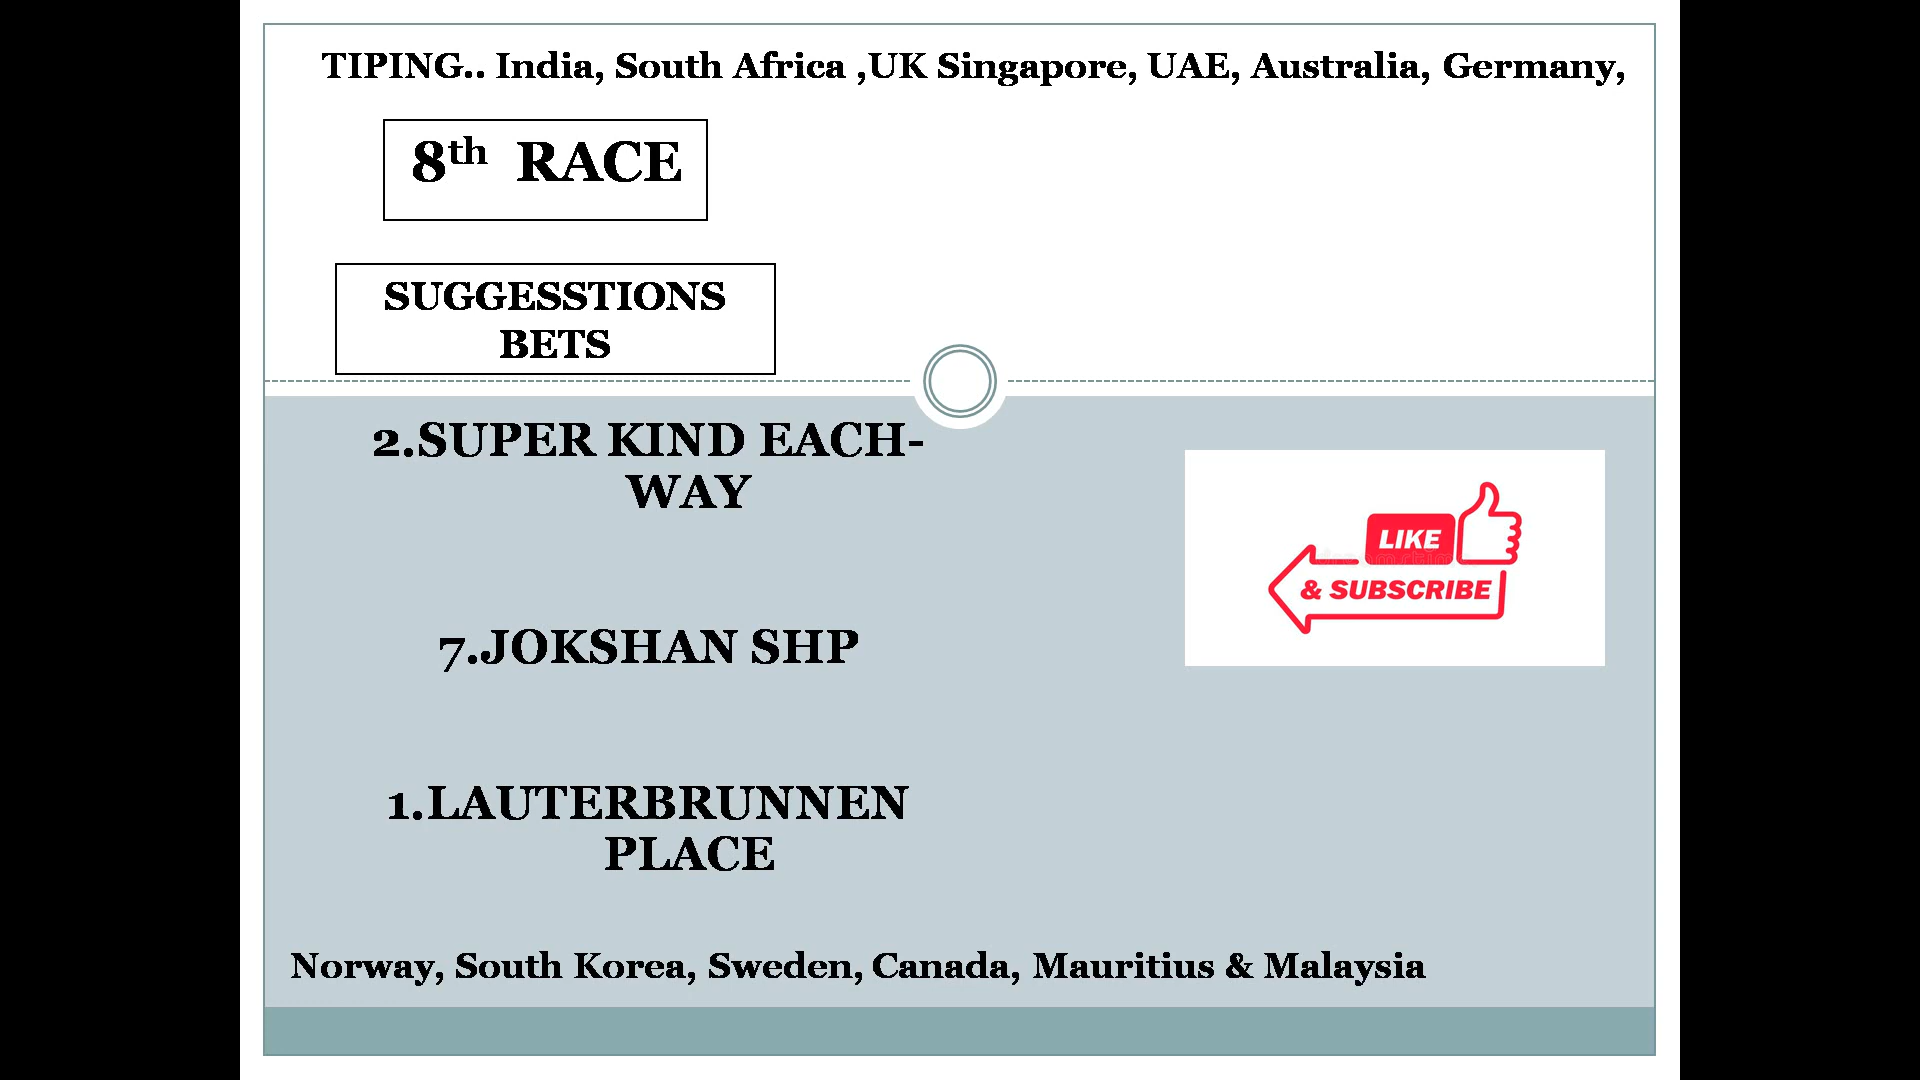 TIPING.. India, South Africa ,UK Singapore, UAE, Australia, Germany,
8th RACE
SUGGESSTIONS
BETS
2.SUPER KIND EACH-
WAY
7.JOKSHAN SHP
1.LAUTERBRUNNEN
PLACE
LIKE
& SUBSCRIBE
Norway, South Korea, Sweden, Canada, Mauritius & Malaysia